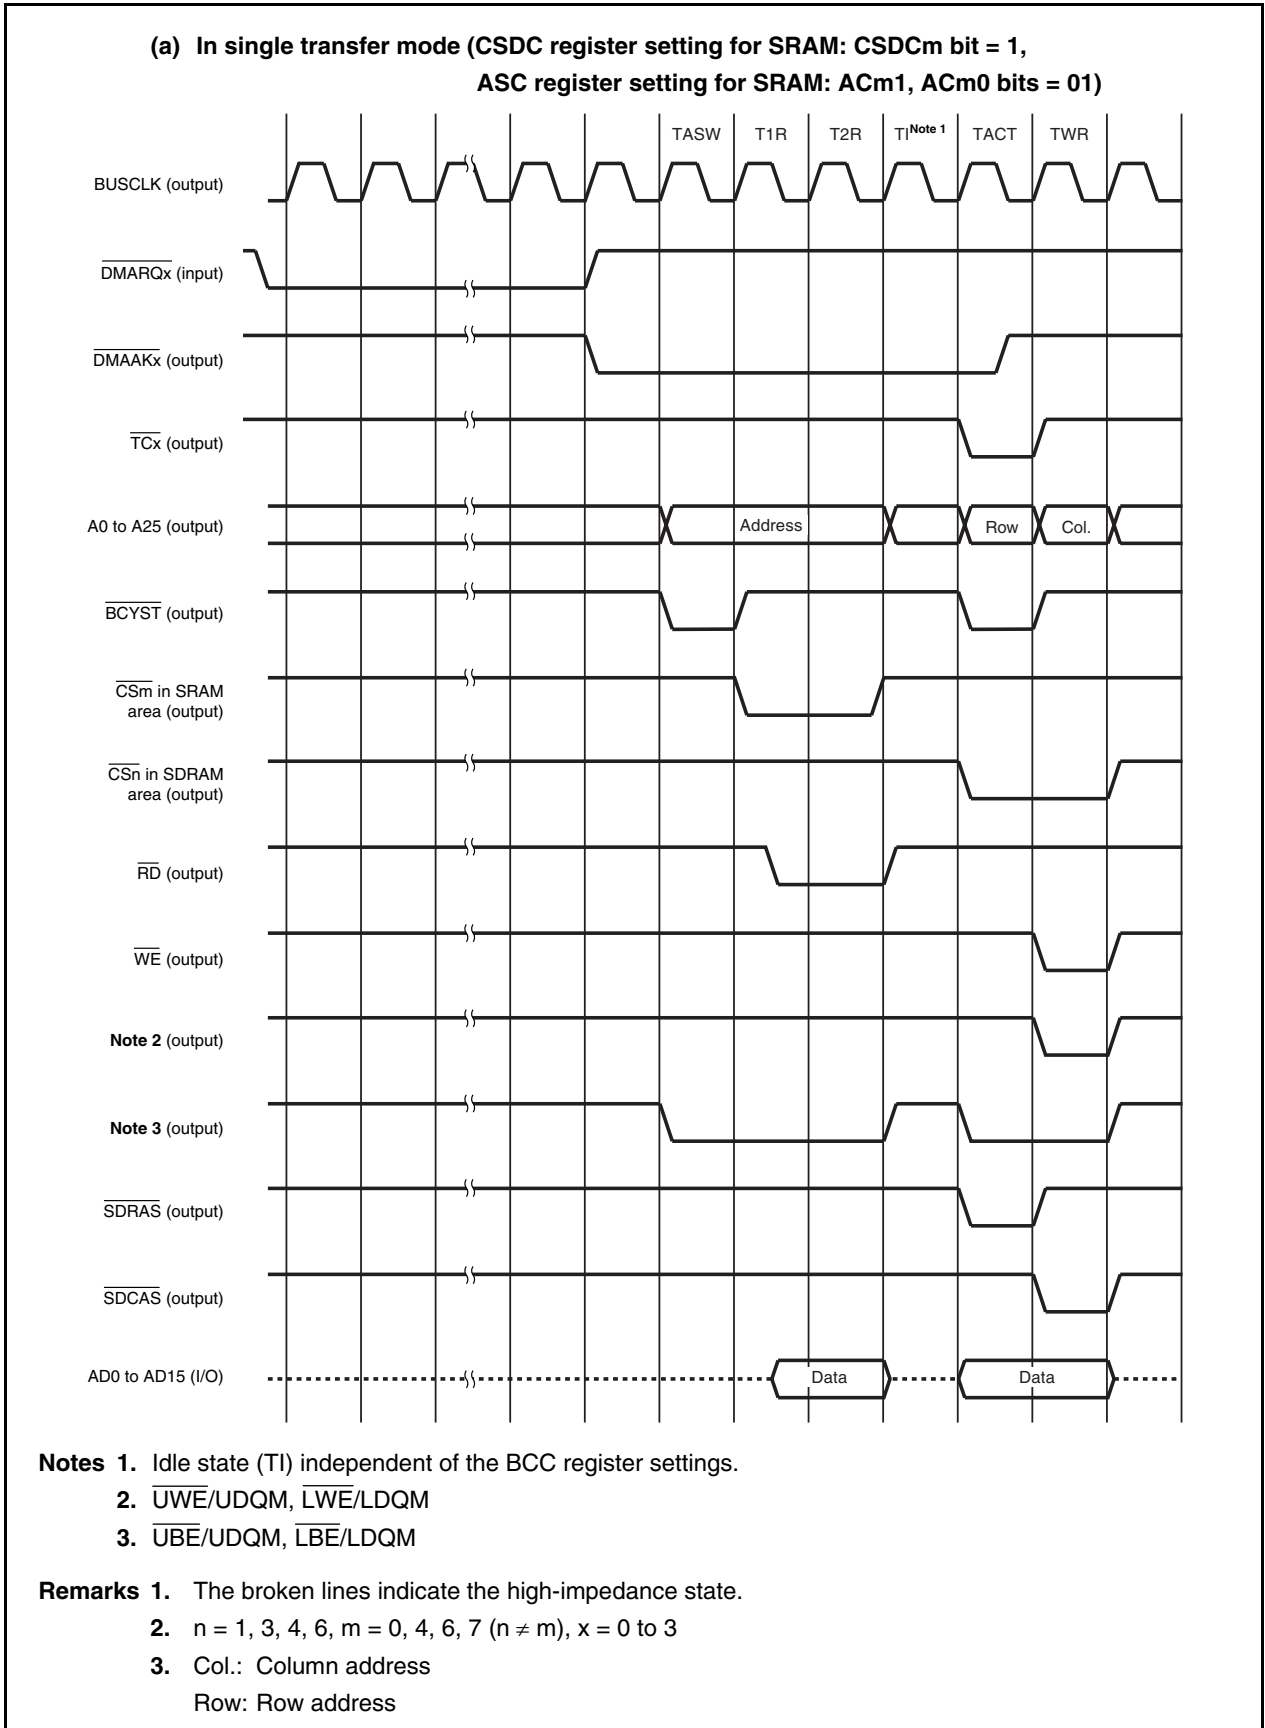 (a) In single transfer mode (CSDC register setting for SRAM: CSDCm bit = 1,
ASC register setting for SRAM: ACm1, ACm0 bits = 01)
TASW T1R T2R TI Note 1 TACT TWR
BUSCLK (output)
DMARQx (input)
DMAAKx (output)
TCx (output)
A0 to A25 (output) Address Row Col.
BCYST (output)
CSm in SRAM
area (output)
CSn in SDRAM
area (output)
RD (output)
WE (output)
Note 2 (output)
Note 3 (output)
SDRAS (output)
SDCAS (output)
AD0 to AD15 (I/O) Data Data
Notes 1. Idle state (TI) independent of the BCC register settings.
2. UWE/UDQM, LWE/LDQM
3. UBE/UDQM, LBE/LDQM
Remarks 1. The broken lines indicate the high-impedance state.
2. n = 1, 3, 4, 6, m = 0, 4, 6, 7 (n ≠ m), x = 0 to 3
3. Col.: Column address
Row: Row address